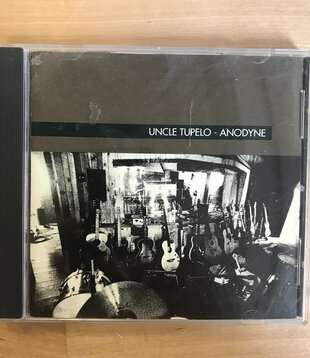 UNCLE TUPELO - ANODYNE